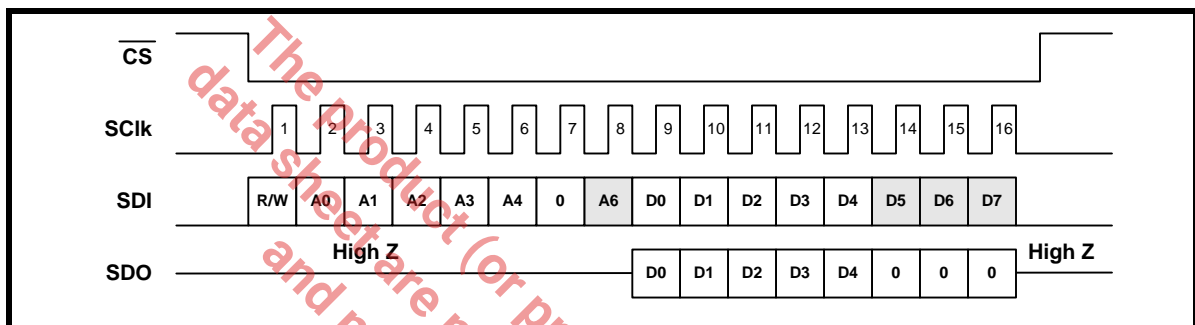 CS
SClk 1 2 3 4 5 6 7 8 9 10 11 12 13 14 15 16
SDI R/W A0 A1 A2 A3 A4 0 A6 D0 D1 D2 D3 D4 D5 D6 D7
High Z High Z
SDO D0 D1 D2 D3 D4 0 0 0
The product (or pr
data sheet are
and